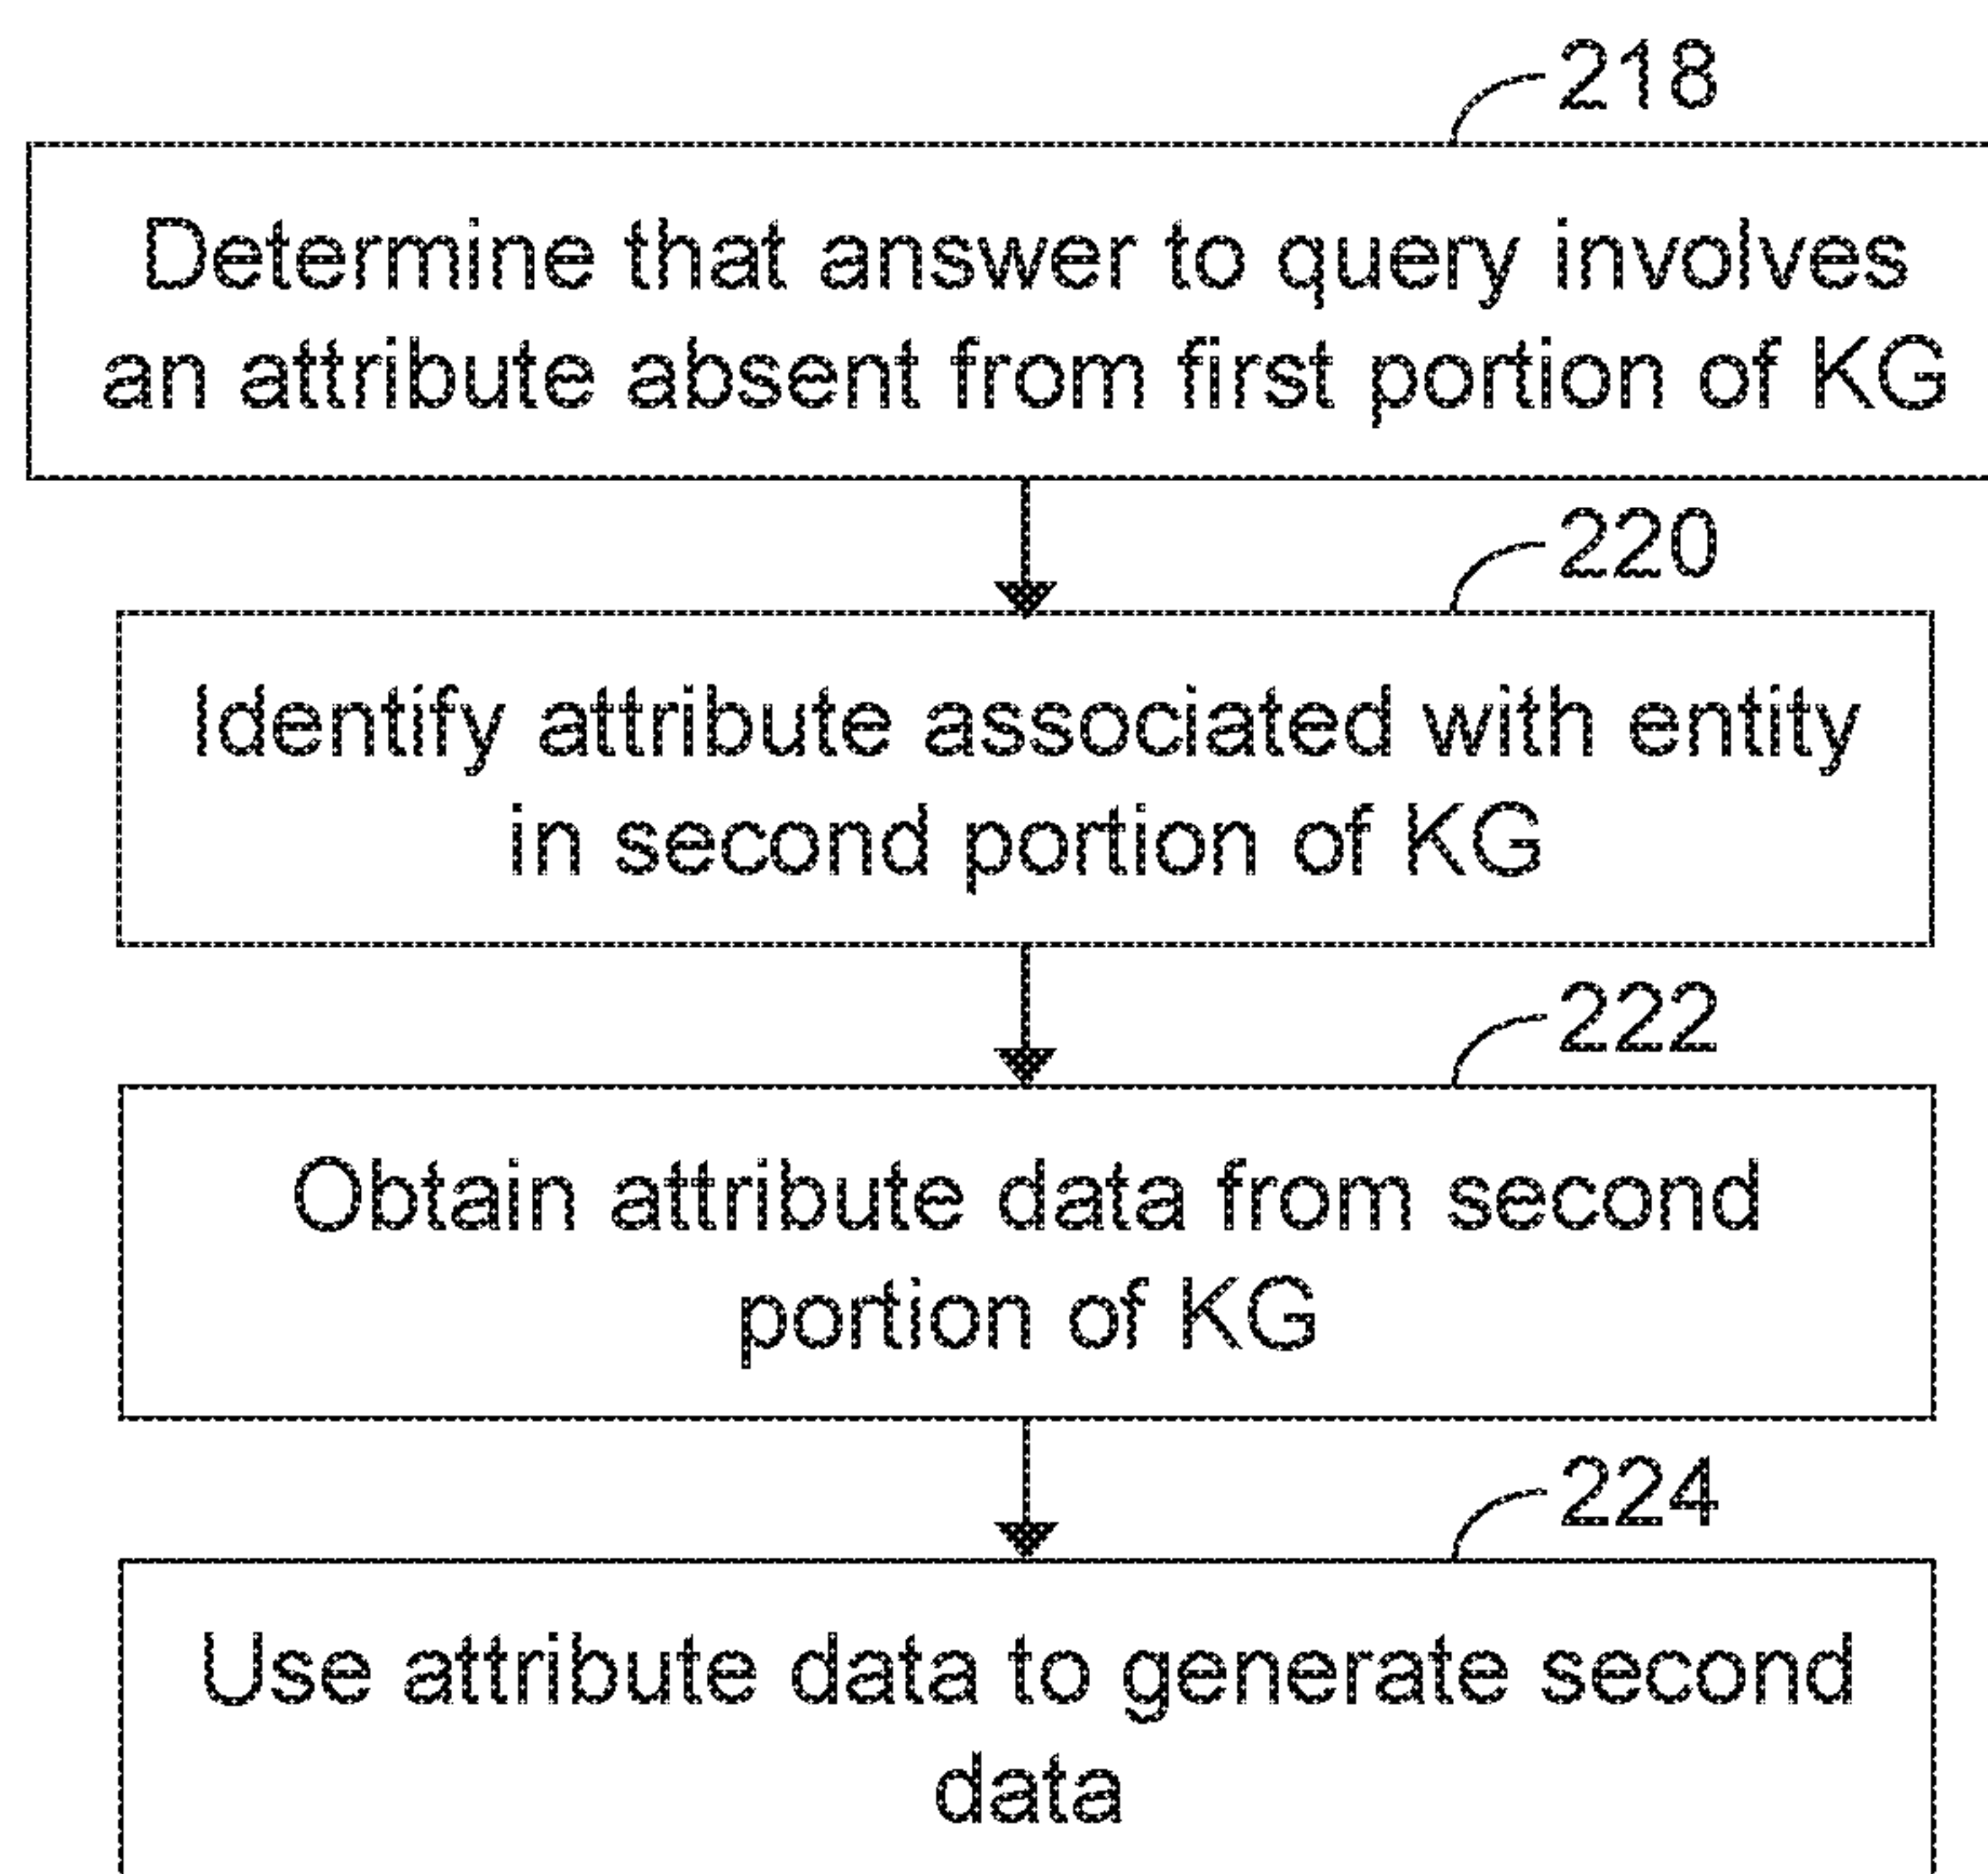 218
Determine that answer to query involves
an attribute absent from first portion of KG
220
Identify attribute associated with entity
in second portion of KG
222
Obtain attribute data from second
portion of KG
224
Use attribute data to generate second
data